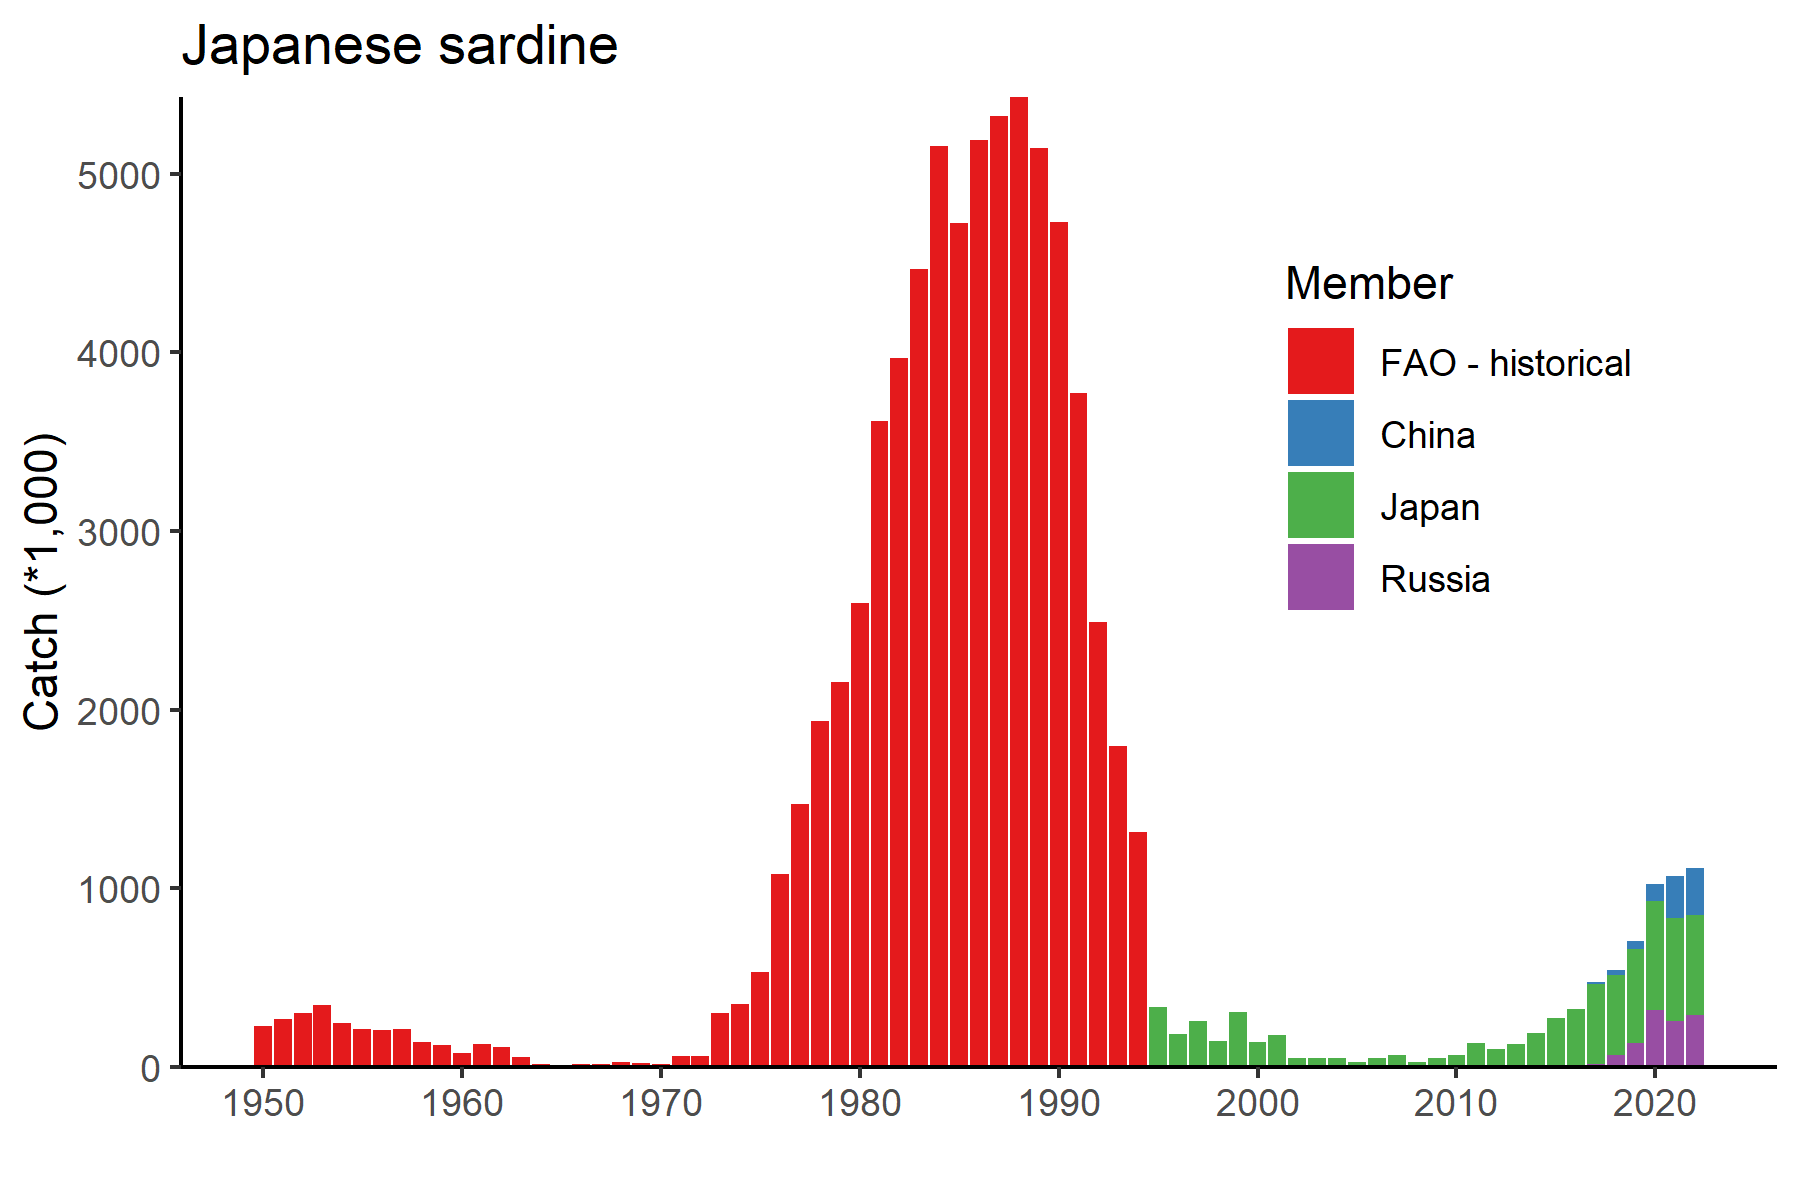 Japanese sardine
Catch (*1,000)
5000
4000
3000
2000
1000
0
1950 1960 1970 1980 1990 2000 2010 2020
Member
FAO - historical
China
Japan
Russia